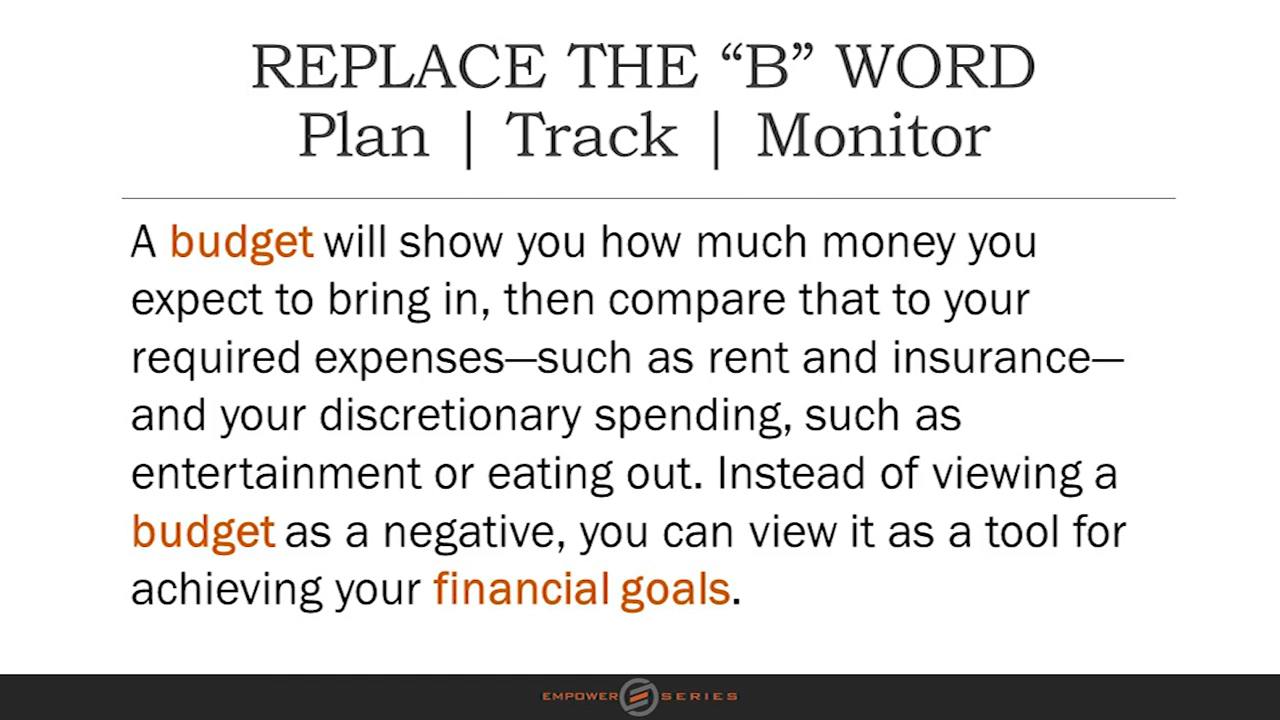 REPLACE THE “B” WORD
Plan | Track | Monitor
A budget will show you how much money you
expect to bring in, then compare that to your
required expenses—such as rent and insurance—
and your discretionary spending, such as
entertainment or eating out. Instead of viewing a
budget as a negative, you can view it as a tool for
achieving your financial goals.
EMPOWER SERIES